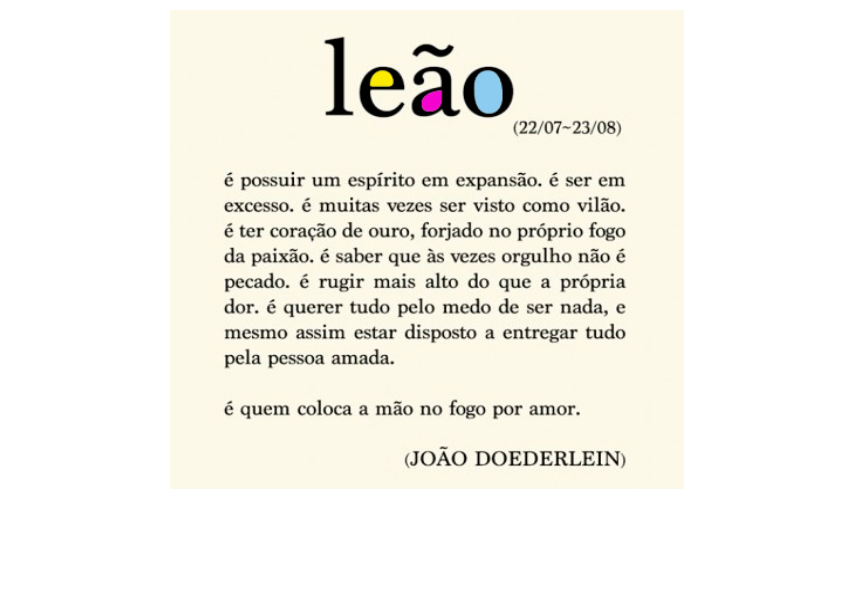 leão
(22/07~23/08)
é possuir um espírito em expansão. é ser em
excesso. é muitas vezes ser visto como vilão.
é ter coração de ouro, forjado no próprio fogo
da paixão. é saber que às vezes orgulho não é
pecado. é rugir mais alto do que a própria
dor. é querer tudo pelo medo de ser nada, e
mesmo assim estar disposto a entregar tudo
pela pessoa amada.
é quem coloca a mão no fogo por amor.
(JOÃO DOEDERLEIN)